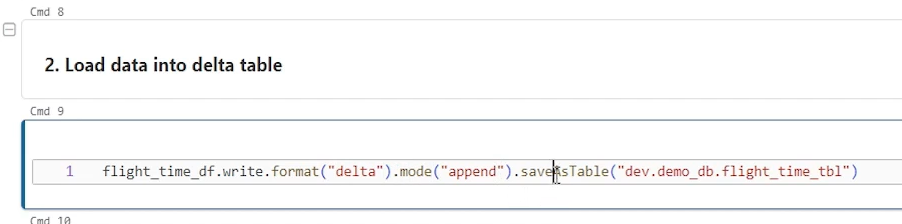 Cmd 8
2. Load data into delta table
Cmd 9
1 flight_time_df.write.format("delta").mode("append").saveAsTable("dev.demo_db.flight_time_tbl")
Cmd 10